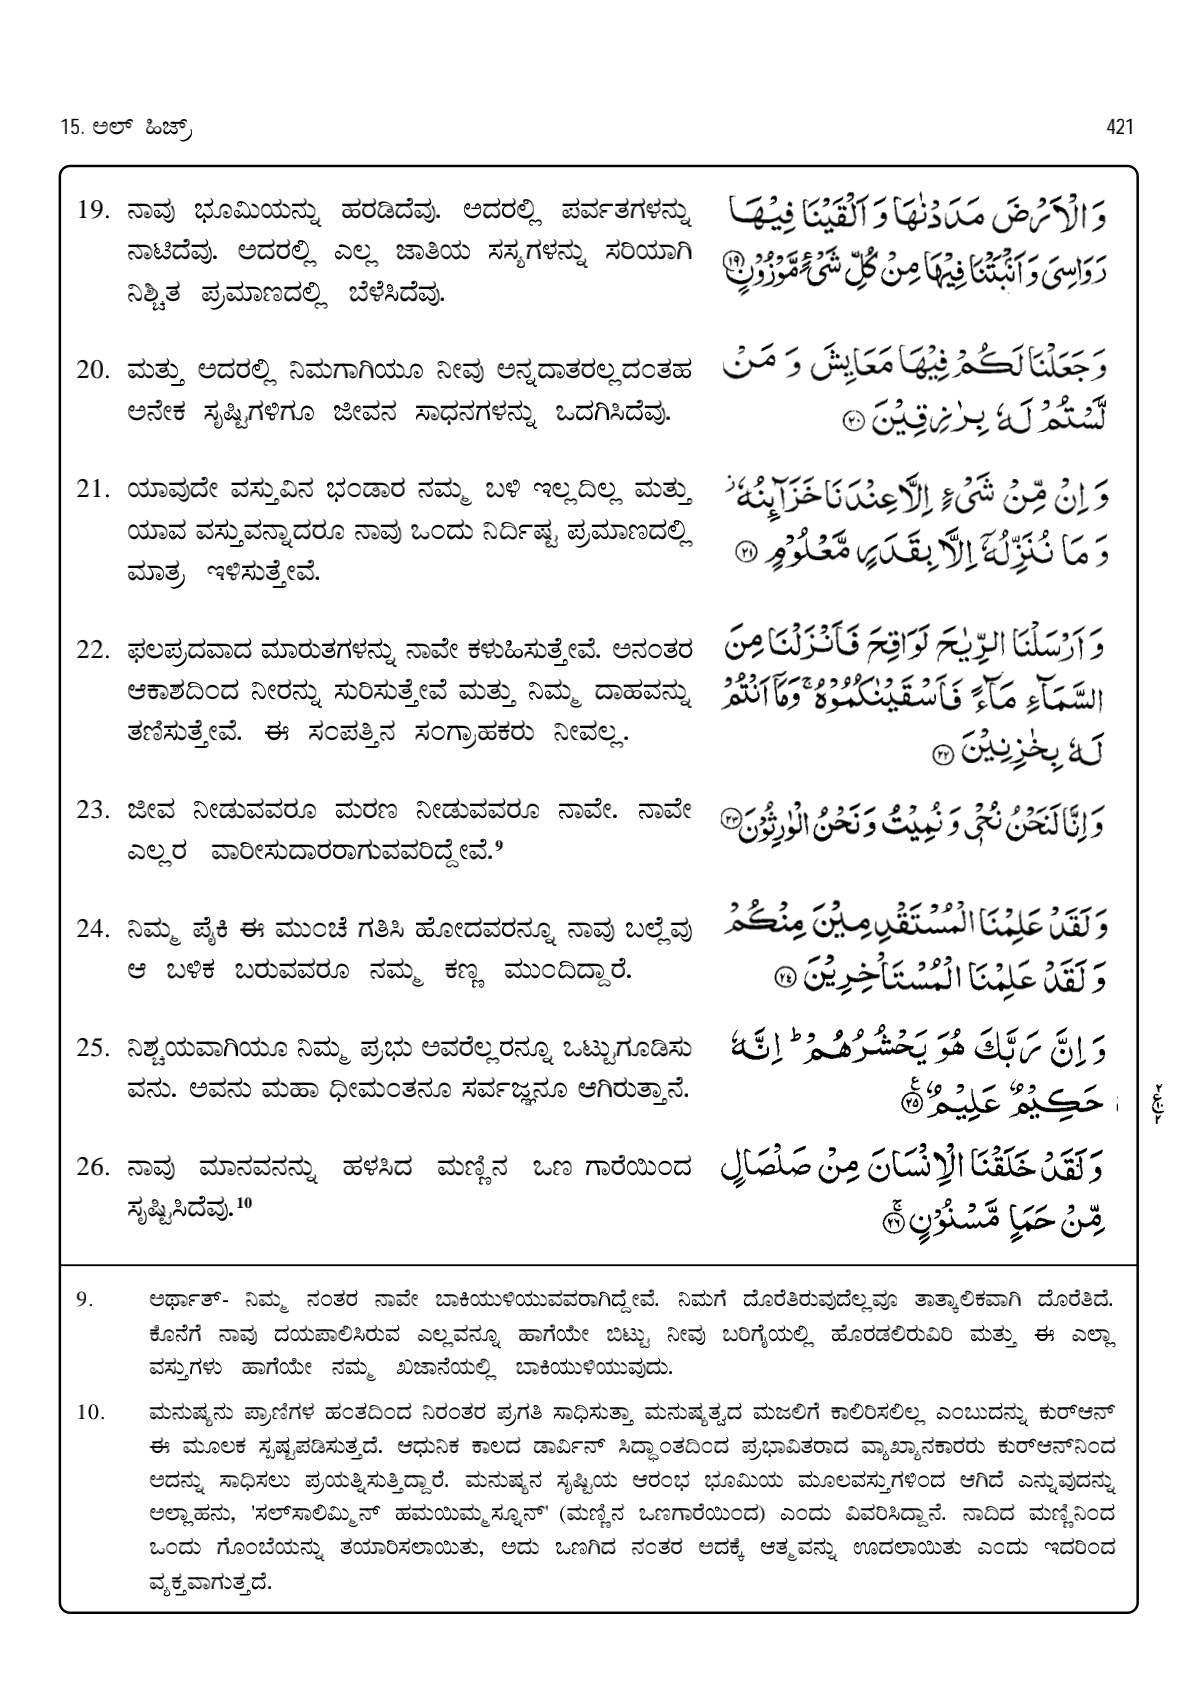 15. ಅಲ್ ಹಿಜ್ರ್
421
19. ನಾವು ಭೂಮಿಯನ್ನು ಹರಡಿದೆವು. ಅದರಲ್ಲಿ ಪರ್ವತಗಳನ್ನು
ನಾಟಿದೆವು. ಅದರಲ್ಲಿ ಎಲ್ಲ ಜಾತಿಯ ಸಸ್ಯಗಳನ್ನು ಸರಿಯಾಗಿ
ನಿಶ್ಚಿತ ಪ್ರಮಾಣದಲ್ಲಿ ಬೆಳೆಸಿದೆವು.
وَالْاَرْضَ مَدَدْنٰهَا وَاَلْقَيْنَا فِيْهَا
رَوَاسِيَ وَاَنْۢبَتْنَا فِيْهَا مِنْ كُلِّ شَيْءٍ مَّوْزُوْنٍ ۝١٩
20. ಮತ್ತು ಅದರಲ್ಲಿ ನಿಮಗಾಗಿಯೂ ನೀವು ಅನ್ನದಾತರಲ್ಲದಂತಹ
ಅನೇಕ ಸೃಷ್ಟಿಗಳಿಗೂ ಜೀವನ ಸಾಧನಗಳನ್ನು ಒದಗಿಸಿದೆವು.
وَجَعَلْنَا لَكُمْ فِيْهَا مَعَايِشَ وَ مَنْ
لَّسْتُمْ لَهٗ بِرٰزِقِيْنَ ۝٢٠
21. ಯಾವುದೇ ವಸ್ತುವಿನ ಭಂಡಾರ ನಮ್ಮ ಬಳಿ ಇಲ್ಲದಿಲ್ಲ ಮತ್ತು
ಯಾವ ವಸ್ತುವನ್ನಾದರೂ ನಾವು ಒಂದು ನಿರ್ದಿಷ್ಟ ಪ್ರಮಾಣದಲ್ಲಿ
ಮಾತ್ರ ಇಳಿಸುತ್ತೇವೆ.
وَ اِنْ مِّنْ شَيْءٍ اِلَّا عِنْدَنَا خَزَآئِنُهٗ ؗ
وَ مَا نُنَزِّلُهٗۤ اِلَّا بِقَدَرٍ مَّعْلُوْمٍ ۝٢١
22. ಫಲಪ್ರದವಾದ ಮಾರುತಗಳನ್ನು ನಾವೇ ಕಳುಹಿಸುತ್ತೇವೆ. ಅನಂತರ
ಆಕಾಶದಿಂದ ನೀರನ್ನು ಸುರಿಸುತ್ತೇವೆ ಮತ್ತು ನಿಮ್ಮ ದಾಹವನ್ನು
ತಣಿಸುತ್ತೇವೆ. ಈ ಸಂಪತ್ತಿನ ಸಂಗ್ರಾಹಕರು ನೀವಲ್ಲ.
وَ اَرْسَلْنَا الرِّيٰحَ لَوَاقِحَ فَاَنْزَلْنَا مِنَ
السَّمَآءِ مَآءً فَاَسْقَيْنٰكُمُوْهُ ۚ وَمَاۤ اَنْتُمْ
لَهٗ بِخٰزِنِيْنَ ۝٢٢
23. ಜೀವ ನೀಡುವವರೂ ಮರಣ ನೀಡುವವರೂ ನಾವೇ. ನಾವೇ
ಎಲ್ಲರ ವಾರೀಸುದಾರರಾಗುವವರಿದ್ದೇವೆ.⁹
وَ اِنَّا لَنَحْنُ نُحْيٖ وَ نُمِيْتُ وَ نَحْنُ الْوٰرِثُوْنَ ۝٢٣
24. ನಿಮ್ಮ ಪೈಕಿ ಈ ಮುಂಚೆ ಗತಿಸಿ ಹೋದವರನ್ನೂ ನಾವು ಬಲ್ಲೆವು
ಆ ಬಳಿಕ ಬರುವವರೂ ನಮ್ಮ ಕಣ್ಣ ಮುಂದಿದ್ದಾರೆ.
وَ لَقَدْ عَلِمْنَا الْمُسْتَقْدِمِيْنَ مِنْكُمْ
وَ لَقَدْ عَلِمْنَا الْمُسْتَاْخِرِيْنَ ۝٢٤
25. ನಿಶ್ಚಯವಾಗಿಯೂ ನಿಮ್ಮ ಪ್ರಭು ಅವರೆಲ್ಲರನ್ನೂ ಒಟ್ಟುಗೂಡಿಸು
ವನು. ಅವನು ಮಹಾ ಧೀಮಂತನೂ ಸರ್ವಜ್ಞನೂ ಆಗಿರುತ್ತಾನೆ.
وَ اِنَّ رَبَّكَ هُوَ يَحْشُرُهُمْ ؕ اِنَّهٗ
حَكِيْمٌ عَلِيْمٌ ۝٢٥
26. ನಾವು ಮಾನವನನ್ನು ಹಳಸಿದ ಮಣ್ಣಿನ ಒಣ ಗಾರೆಯಿಂದ
ಸೃಷ್ಟಿಸಿದೆವು.¹⁰
وَ لَقَدْ خَلَقْنَا الْاِنْسَانَ مِنْ صَلْصَالٍ
مِّنْ حَمَاٍ مَّسْنُوْنٍ ۝٢٦
9. ಅರ್ಥಾತ್- ನಿಮ್ಮ ನಂತರ ನಾವೇ ಬಾಕಿಯುಳಿಯುವವರಾಗಿದ್ದೇವೆ. ನಿಮಗೆ ದೊರೆತಿರುವುದೆಲ್ಲವೂ ತಾತ್ಕಾಲಿಕವಾಗಿ ದೊರೆತಿದೆ.
ಕೊನೆಗೆ ನಾವು ದಯಪಾಲಿಸಿರುವ ಎಲ್ಲವನ್ನೂ ಹಾಗೆಯೇ ಬಿಟ್ಟು ನೀವು ಬರಿಗೈಯಲ್ಲಿ ಹೊರಡಲಿರುವಿರಿ ಮತ್ತು ಈ ಎಲ್ಲಾ
ವಸ್ತುಗಳು ಹಾಗೆಯೇ ನಮ್ಮ ಖಜಾನೆಯಲ್ಲಿ ಬಾಕಿಯುಳಿಯುವುದು.
10. ಮನುಷ್ಯನು ಪ್ರಾಣಿಗಳ ಹಂತದಿಂದ ನಿರಂತರ ಪ್ರಗತಿ ಸಾಧಿಸುತ್ತಾ ಮನುಷ್ಯತ್ವದ ಮಜಲಿಗೆ ಕಾಲಿರಿಸಲಿಲ್ಲ ಎಂಬುದನ್ನು ಕುರ್‌ಆನ್
ಈ ಮೂಲಕ ಸ್ಪಷ್ಟಪಡಿಸುತ್ತದೆ. ಆಧುನಿಕ ಕಾಲದ ಡಾರ್ವಿನ್ ಸಿದ್ಧಾಂತದಿಂದ ಪ್ರಭಾವಿತರಾದ ವ್ಯಾಖ್ಯಾನಕಾರರು ಕುರ್‌ಆನ್‌ನಿಂದ
ಅದನ್ನು ಸಾಧಿಸಲು ಪ್ರಯತ್ನಿಸುತ್ತಿದ್ದಾರೆ. ಮನುಷ್ಯನ ಸೃಷ್ಟಿಯ ಆರಂಭ ಭೂಮಿಯ ಮೂಲವಸ್ತುಗಳಿಂದ ಆಗಿದೆ ಎನ್ನುವುದನ್ನು
ಅಲ್ಲಾಹನು, 'ಸಲ್‌ಸಾಲಿಮ್ಮಿನ್ ಹಮಯಿಮ್ಮಸ್ನೂನ್' (ಮಣ್ಣಿನ ಒಣಗಾರೆಯಿಂದ) ಎಂದು ವಿವರಿಸಿದ್ದಾನೆ. ನಾದಿದ ಮಣ್ಣಿನಿಂದ
ಒಂದು ಗೊಂಬೆಯನ್ನು ತಯಾರಿಸಲಾಯಿತು, ಅದು ಒಣಗಿದ ನಂತರ ಅದಕ್ಕೆ ಆತ್ಮವನ್ನು ಊದಲಾಯಿತು ಎಂದು ಇದರಿಂದ
ವ್ಯಕ್ತವಾಗುತ್ತದೆ.